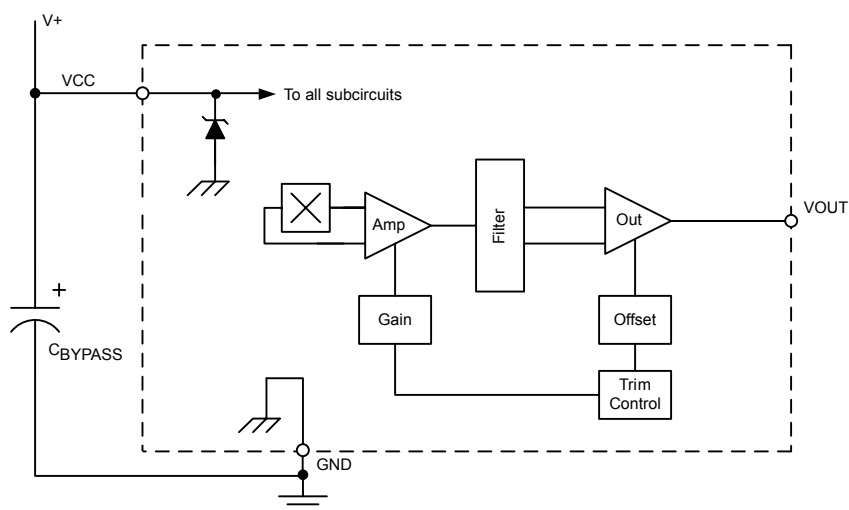 V+
VCC
To all subcircuits
VOUT
Amp
Filter
Out
Gain
Offset
+
CBYPASS
Trim
Control
GND